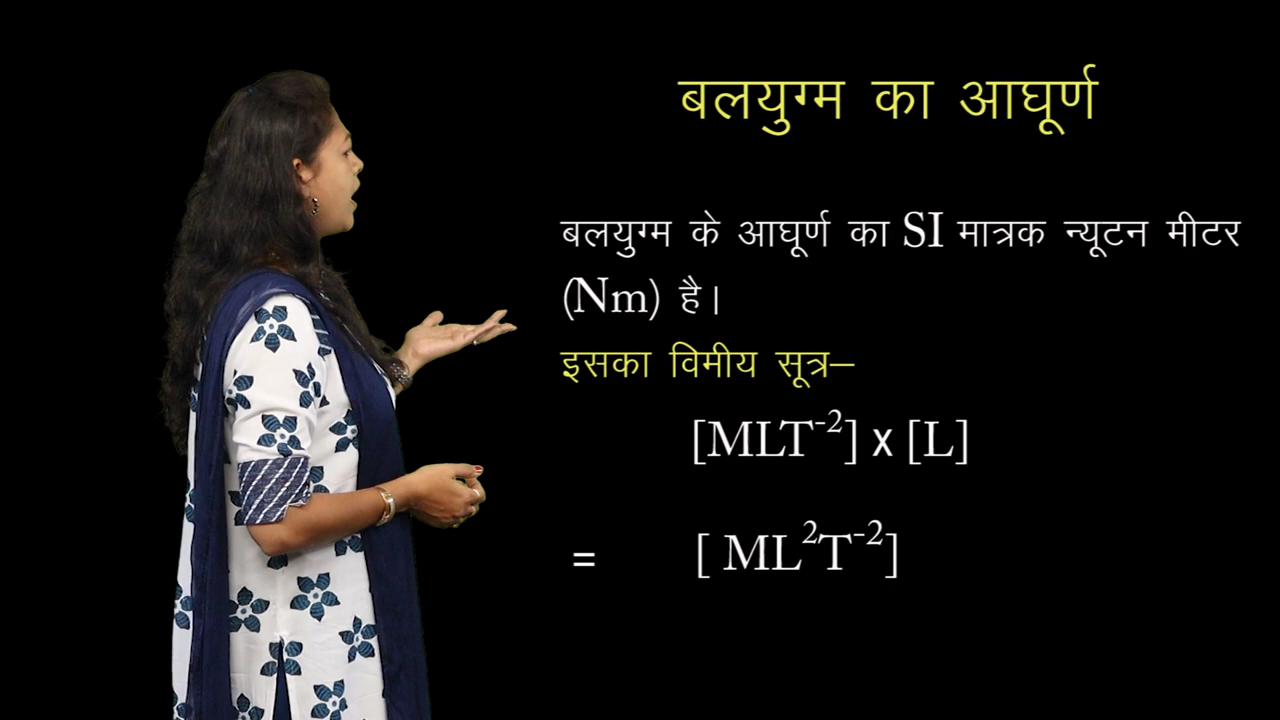 बलयुग्म का आघूर्ण
बलयुग्म के आघूर्ण का SI मात्रक न्यूटन मीटर
(Nm) है।
इसका विमीय सूत्र–
[MLT⁻²] x [L]
= [ ML²T⁻²]